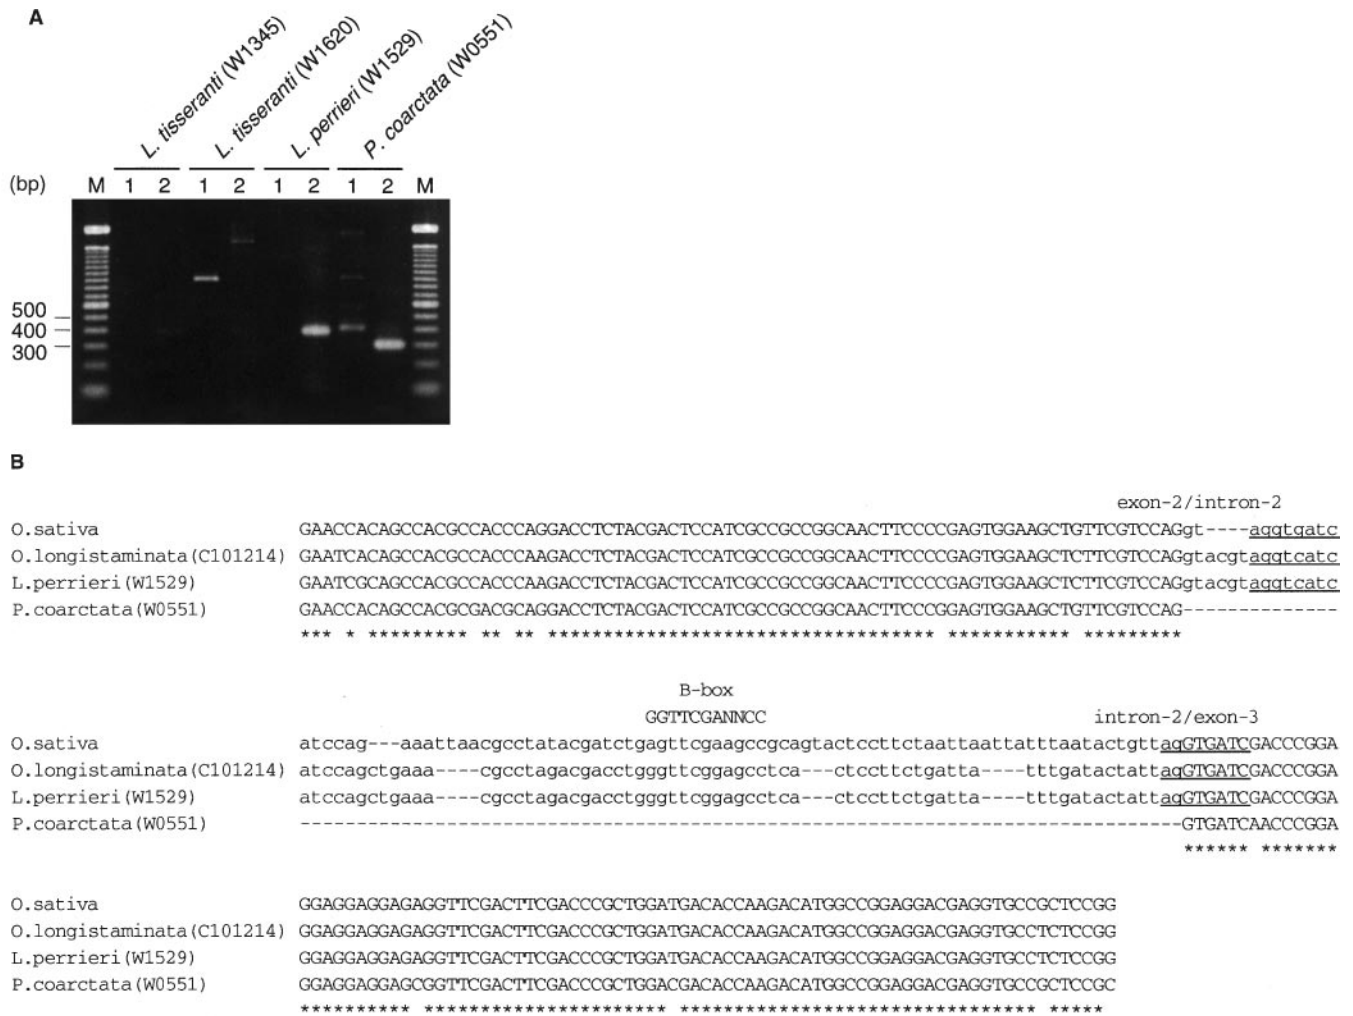 A
L. tisseranti (W1345)
L. tisseranti (W1620)
L. perrieri (W1529)
P. coarctata (W0551)
(bp) M 1 2 1 2 1 2 1 2 M
500
400
300
B
exon-2/intron-2
O.sativa GAACCACAGCCACGCCACCCAGGACCTCTACGACTCCATCGCCGCCGGCAACTTCCCCGAGTGGAAGCTGTTCGTCCAGgt----aggtgatc
O.longistaminata(C101214) GAATCACAGCCACGCCACCCAAGACCTCTACGACTCCATCGCCGCCGGCAACTTCCCCGAGTGGAAGCTCTTCGTCCAGgtacgtaggtcatc
L.perrieri(W1529) GAATCGCAGCCACGCCACCCAAGACCTCTACGACTCCATCGCCGCCGGCAACTTCCCCGAGTGGAAGCTCTTCGTCCAGgtacgtaggtcatc
P.coarctata(W0551) GAACCACAGCCACGCGACGCAGGACCTCTACGACTCCATCGCCGCCGGCAACTTCCCGGAGTGGAAGCTGTTCGTCCAG--------------
*** * ********* ** ** *********************************** *********** *********
B-box
GGTTCGANNCC intron-2/exon-3
O.sativa atccag---aaattaacgcctatacgatctgagttcgaagccgcagtactccttctaattaattatttaatactgttagGTGATCGACCCGGA
O.longistaminata(C101214) atccagctgaaa----cgcctagacgacctgggttcggagcctca---ctccttctgatta----tttgatactattagGTGATCGACCCGGA
L.perrieri(W1529) atccagctgaaa----cgcctagacgacctgggttcggagcctca---ctccttctgatta----tttgatactattagGTGATCGACCCGGA
P.coarctata(W0551) -------------------------------------------------------------------------------GTGATCAACCCGGA
****** *******
O.sativa GGAGGAGGAGAGGTTCGACTTCGACCCGCTGGATGACACCAAGACATGGCCGGAGGACGAGGTGCCGCTCCGG
O.longistaminata(C101214) GGAGGAGGAGAGGTTCGACTTCGACCCGCTGGATGACACCAAGACATGGCCGGAGGACGAGGTGCCTCTCCGG
L.perrieri(W1529) GGAGGAGGAGAGGTTCGACTTCGACCCGCTGGATGACACCAAGACATGGCCGGAGGACGAGGTGCCTCTCCGG
P.coarctata(W0551) GGAGGAGGAGCGGTTCGACTTCGACCCGCTGGACGACACCAAGACATGGCCGGAGGACGAGGTGCCGCTCCGC
********** ********************** ******************************** *****